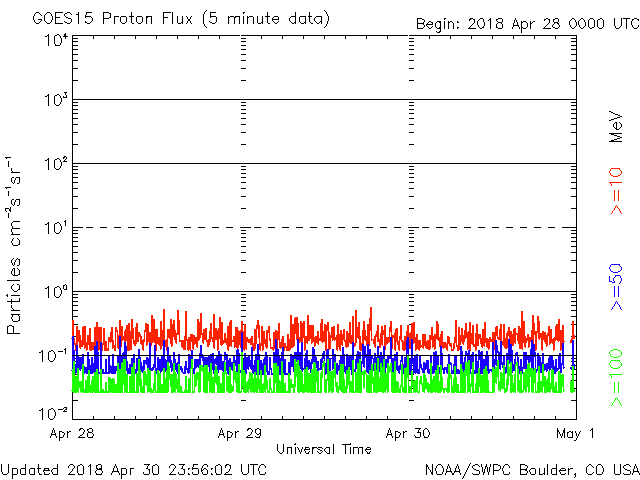 GOES15 Proton Flux (5 minute data)
Begin: 2018 Apr 28 0000 UTC
10⁴
10³
10²
10¹
10⁰
10⁻¹
10⁻²
Particles cm⁻²s⁻¹sr⁻¹
MeV
>=10
>=50
>=100
Apr 28
Apr 29
Apr 30
May 1
Universal Time
Updated 2018 Apr 30 23:56:02 UTC
NOAA/SWPC Boulder, CO USA